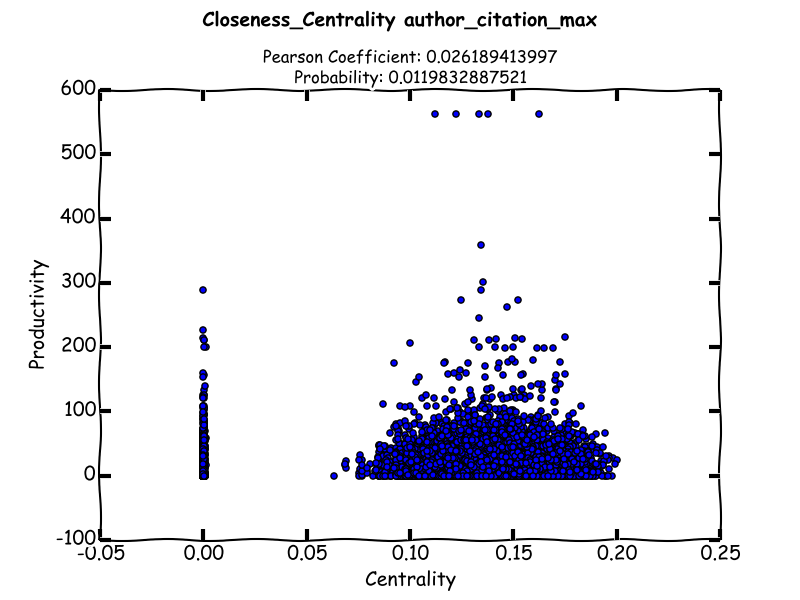 Closeness_Centrality author_citation_max
Pearson Coefficient: 0.026189413997
Probability: 0.0119832887521
600
500
400
300
200
100
0
-100
Productivity
-0.05 0.00 0.05 0.10 0.15 0.20 0.25
Centrality